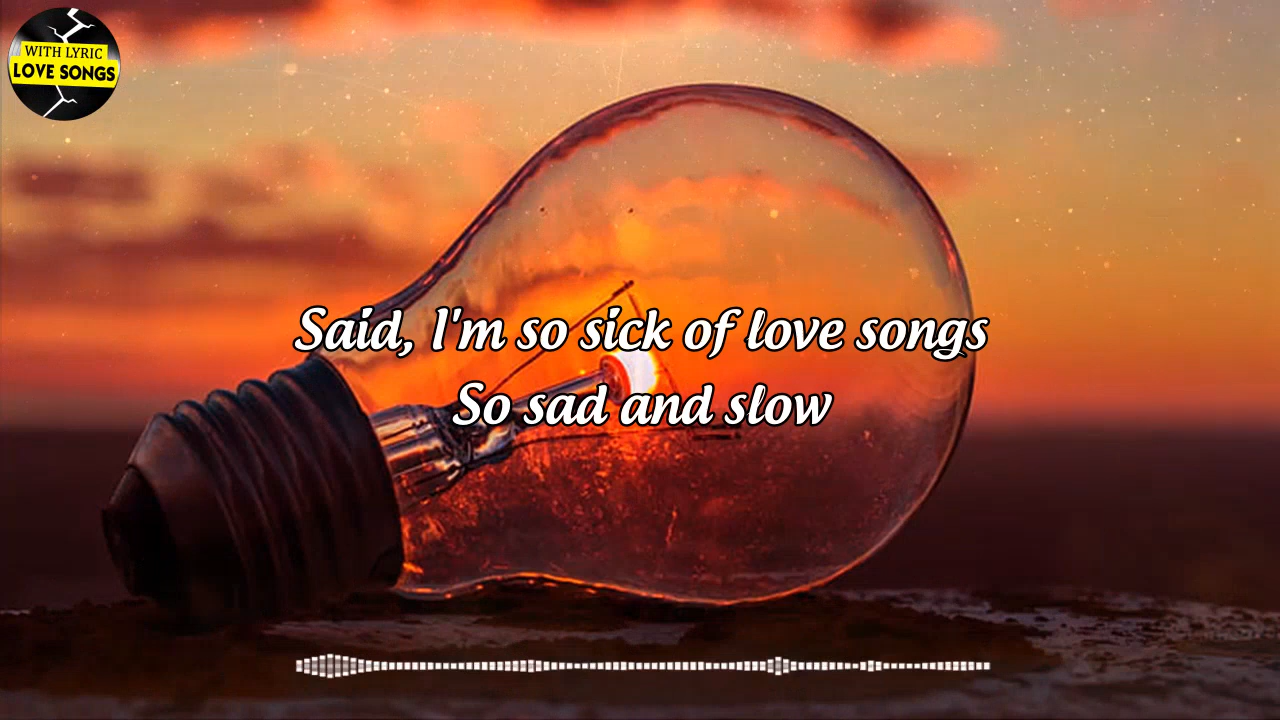 WITH LYRIC
LOVE SONGS
Said, I'm so sick of love songs
So sad and slow